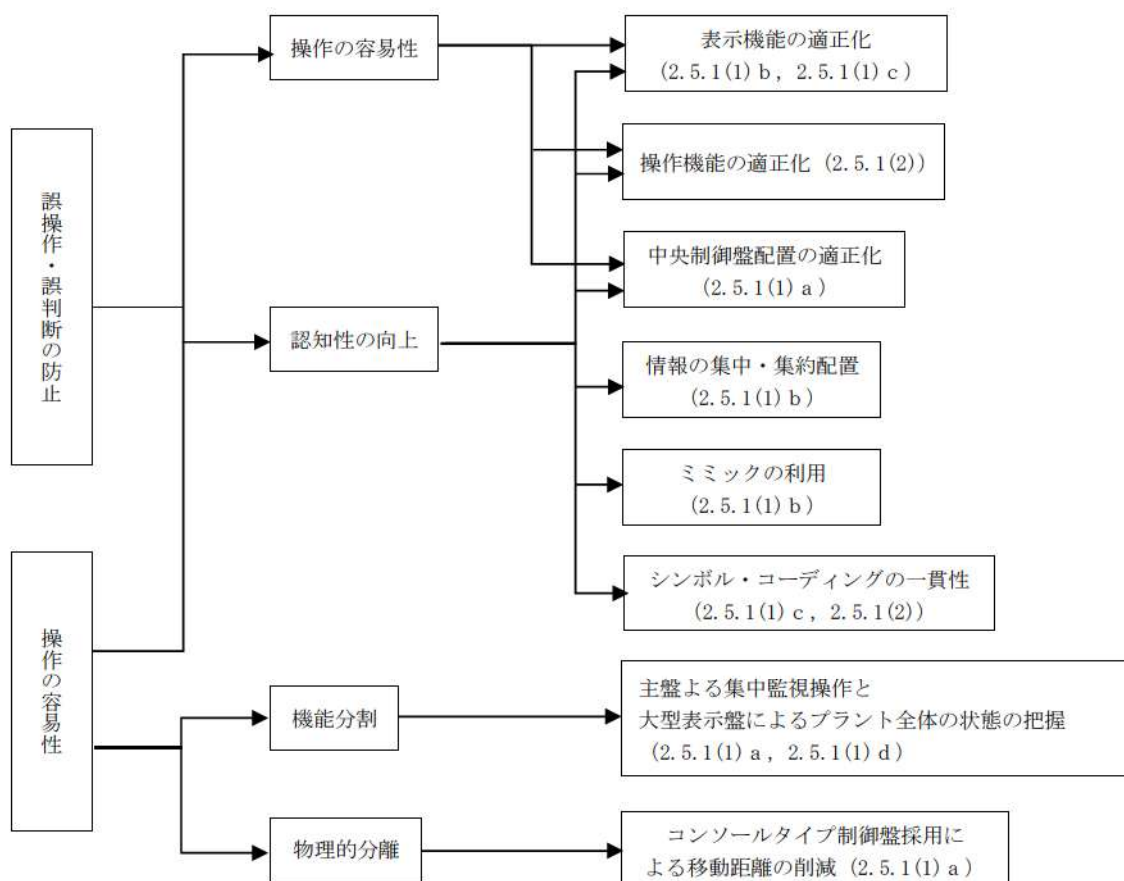 誤操作・誤判断の防止
操作の容易性
操作の容易性
認知性の向上
機能分割
物理的分離
表示機能の適正化
(2.5.1(1)b, 2.5.1(1)c)
操作機能の適正化 (2.5.1(2))
中央制御盤配置の適正化
(2.5.1(1)a)
情報の集中・集約配置
(2.5.1(1)b)
ミミックの利用
(2.5.1(1)b)
シンボル・コーディングの一貫性
(2.5.1(1)c, 2.5.1(2))
主盤よる集中監視操作と
大型表示盤によるプラント全体の状態の把握
(2.5.1(1)a, 2.5.1(1)d)
コンソールタイプ制御盤採用に
よる移動距離の削減 (2.5.1(1)a)